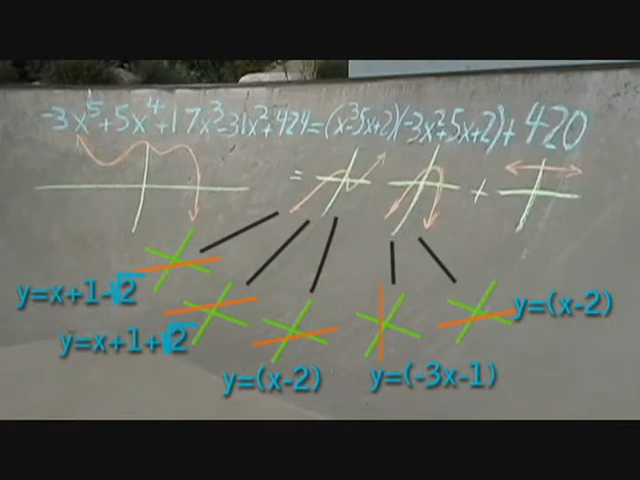 -3x⁵+5x⁴+17x³-31x²+424=(x³-5x+2)(-3x²+5x+2)+420
= +
y=x+1-√2
y=(x-2)
y=x+1+√2
y=(x-2)
y=(-3x-1)